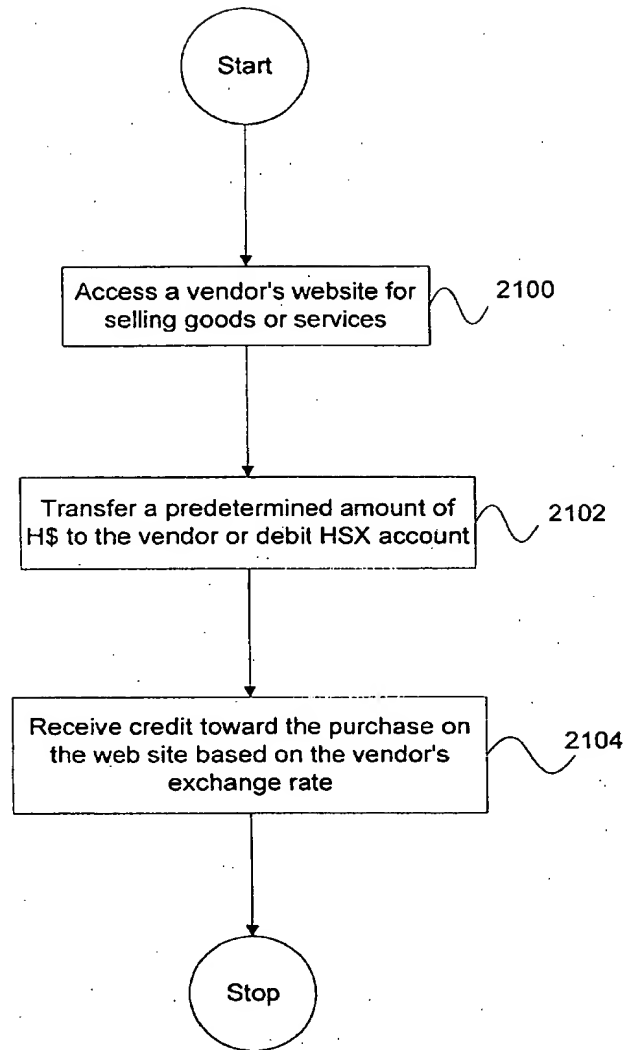 Start
Access a vendor's website for
selling goods or services
2100
Transfer a predetermined amount of
H$ to the vendor or debit HSX account
2102
Receive credit toward the purchase on
the web site based on the vendor's
exchange rate
2104
Stop